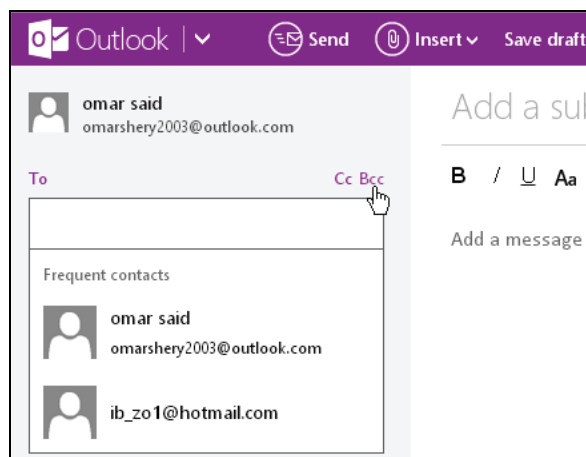 Outlook
Send Insert Save draft
omar said
omarshery2003@outlook.com
Add a sub
To Cc Bcc
B I U Aa
Add a message
Frequent contacts
omar said
omarshery2003@outlook.com
ib_zo1@hotmail.com